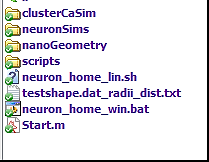 clusterCaSim
neuronSims
nanoGeometry
scripts
neuron_home_lin.sh
testshape.dat_radii_dist.txt
neuron_home_win.bat
Start.m